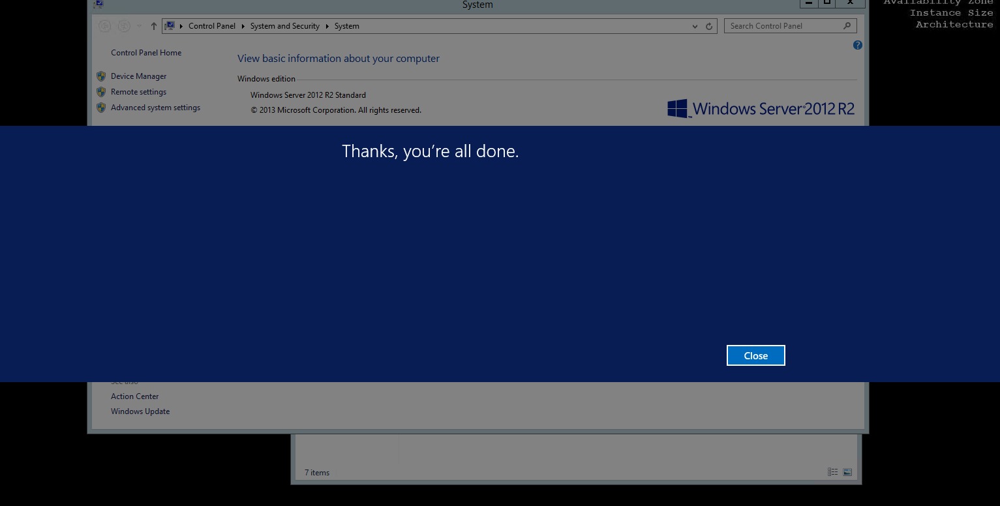 System
Availability Zone
Instance Size
Architecture
Control Panel System and Security System
Search Control Panel
Control Panel Home
View basic information about your computer
Device Manager
Windows edition
Remote settings
Windows Server 2012 R2 Standard
Advanced system settings
© 2013 Microsoft Corporation. All rights reserved.
Windows Server 2012 R2
Thanks, you’re all done.
Close
See also
Action Center
Windows Update
7 items